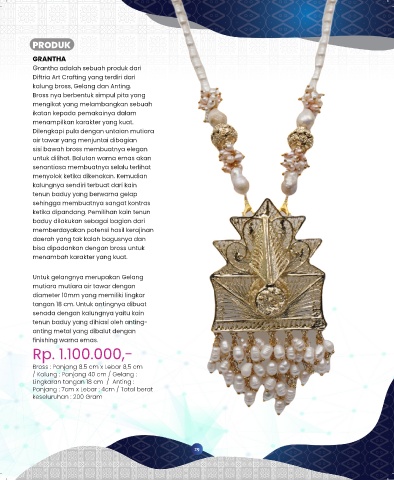 PRODUK
GRANTHA
Grantha adalah sebuah produk dari
Diftria Art Crafting yang terdiri dari
kalung bross, Gelang dan Anting.
Bross nya berbentuk simpul pita yang
mengikat yang melambangkan sebuah
ikatan kepada pemakainya dalam
menampilkan karakter yang kuat.
Dilengkapi pula dengan untaian mutiara
air tawar yang menjuntai dibagian
sisi bawah bross membuatnya elegan
untuk dilihat. Balutan warna emas akan
senantiasa membuatnya selalu terlihat
menyolok ketika dikenakan. Kemudian
kalungnya sendiri terbuat dari kain
tenun baduy yang berwarna gelap
sehingga membuatnya sangat kontras
ketika dipandang. Pemilihan kain tenun
baduy dilakukan sebagai bagian dari
memberdayakan potensi hasil kerajinan
daerah yang tak kalah bagusnya dan
bisa dipadankan dengan bross untuk
menambah karakter yang kuat.
Untuk gelangnya merupakan Gelang
mutiara mutiara air tawar dengan
diameter 10mm yang memiliki lingkar
tangan 18 cm. Untuk antingnya dibuat
senada dengan kalungnya yaitu kain
tenun baduy yang dihiasi oleh anting-
anting metal yang dibalut dengan
finishing warna emas.
Rp. 1.100.000,-
Bross : Panjang 8.5 cm x Lebar 8,5 cm
/ Kalung : Panjang 40 cm / Gelang :
Lingkaran tangan 18 cm / Anting :
Panjang : 7cm x Lebar : 4cm / Total berat
keseluruhan : 200 Gram